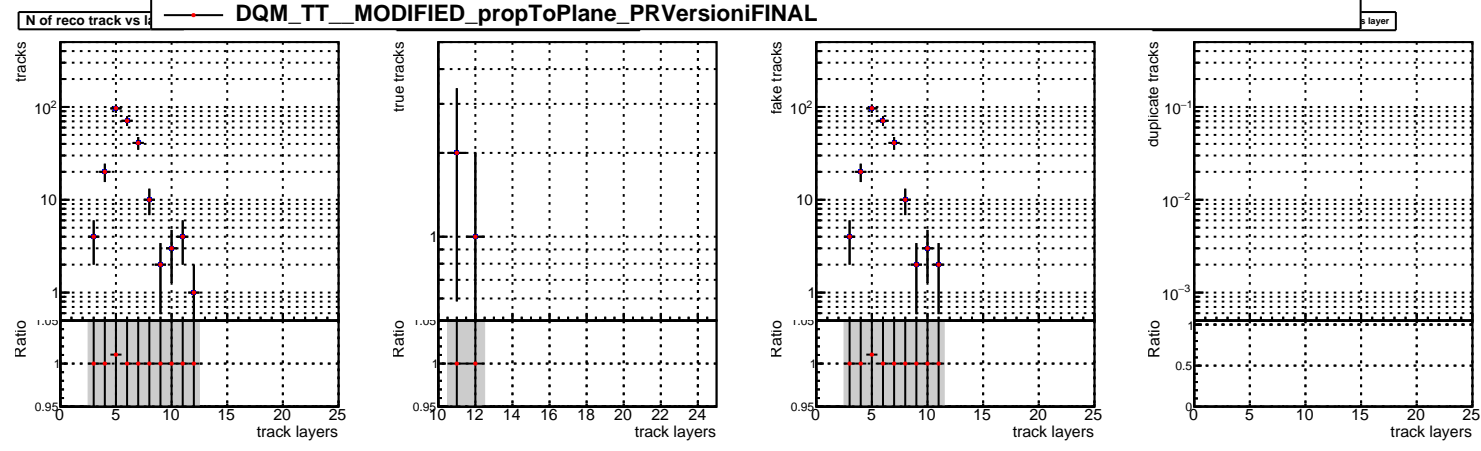 DQM_TT__MODIFIED_propToPlane_PRVersioniFINAL
N of reco track vs la
s layer
tracks
10²
10
1
Ratio
1.05
1
0.95
0 5 10 15 20 25
track layers
true tracks
1
Ratio
1.05
1
0.95
10 12 14 16 18 20 22 24
track layers
fake tracks
10²
10
1
Ratio
1.05
1
0.95
0 5 10 15 20 25
track layers
duplicate tracks
10⁻¹
10⁻²
10⁻³
Ratio
1
0.5
0
0 5 10 15 20 25
track layers